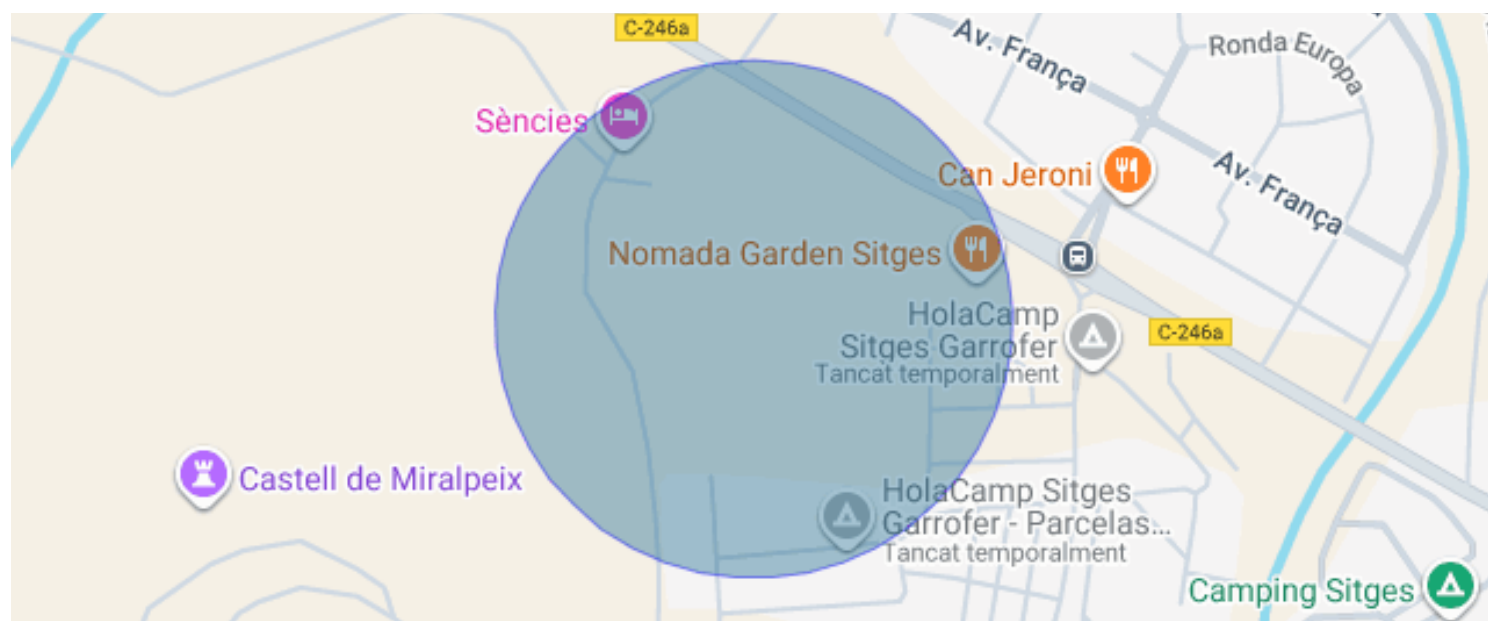 C-246a
Av. França
Ronda Europa
Sències
Can Jeroni
Av. França
Nomada Garden Sitges
HolaCamp
Sitges Garrofer
Tancat temporalment
C-246a
Castell de Miralpeix
HolaCamp Sitges
Garrofer - Parcelas...
Tancat temporalment
Camping Sitges